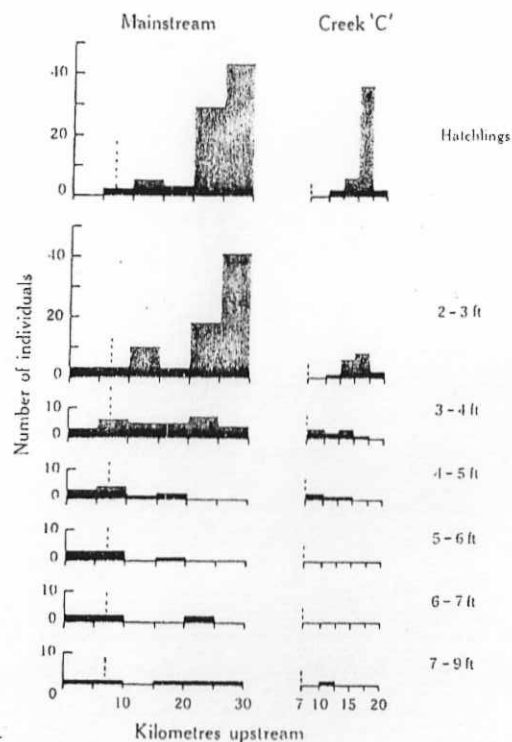 Mainstream
Creek 'C'
40
20
0
Hatchlings
40
20
0
2-3 ft
10
0
3-4 ft
10
0
4-5 ft
10
0
5-6 ft
10
0
6-7 ft
10
0
7-9 ft
Number of individuals
10 20 30
7 10 15 20
Kilometres upstream